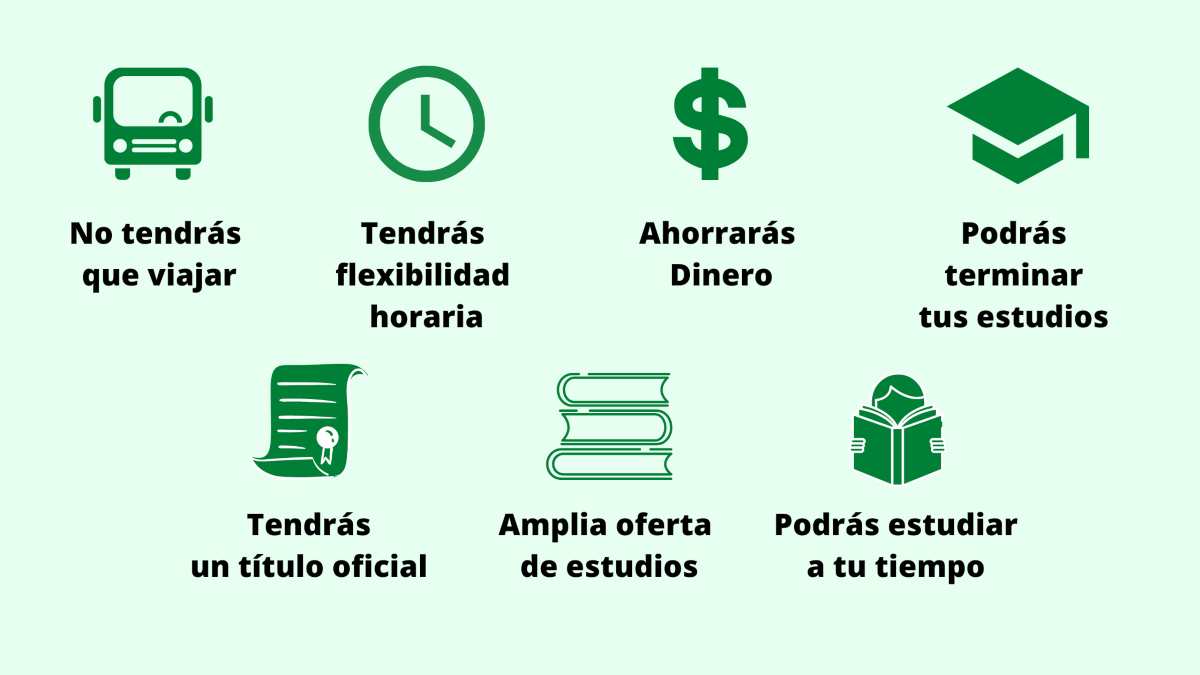 No tendrás
que viajar
Tendrás
flexibilidad
horaria
Ahorrarás
Dinero
Podrás
terminar
tus estudios
Tendrás
un título oficial
Amplia oferta
de estudios
Podrás estudiar
a tu tiempo